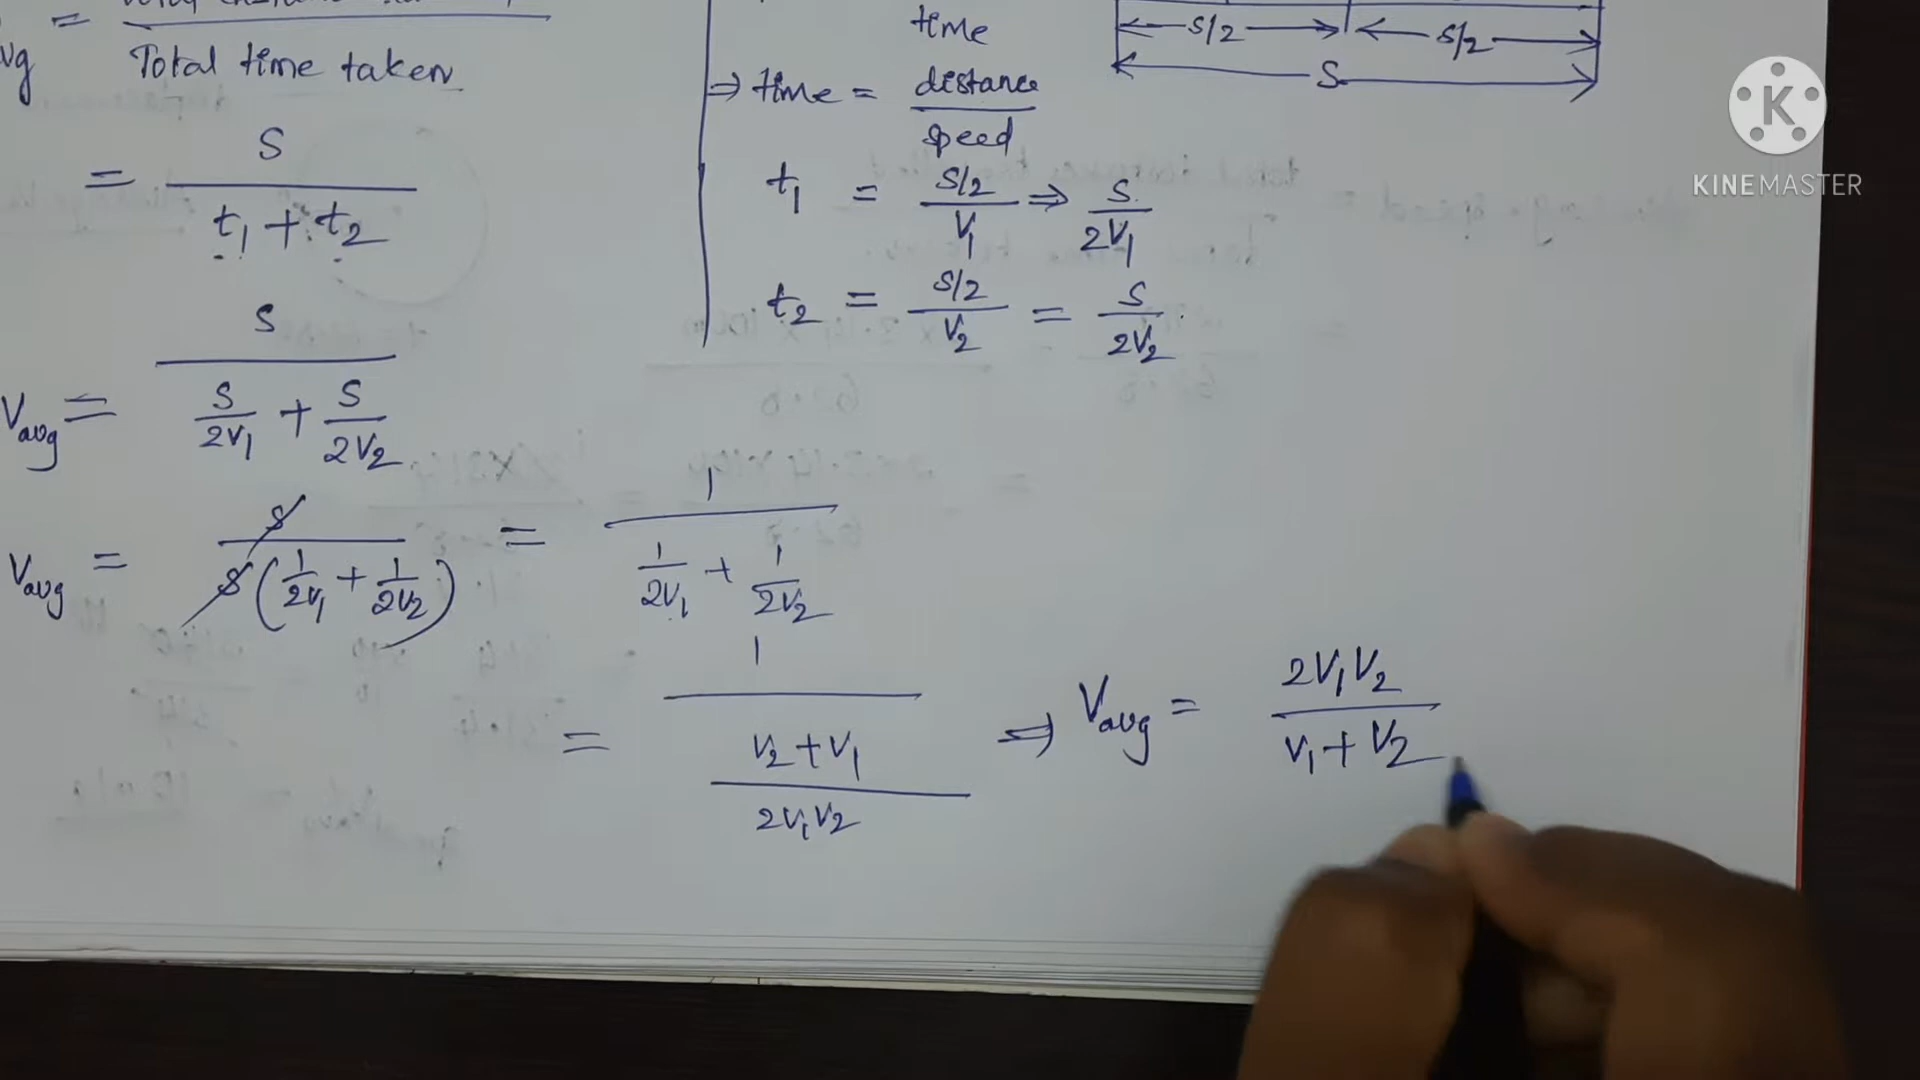 Vavg = Total time taken
= S / (t1 + t2)
Vavg = S / (S/2V1 + S/2V2)
Vavg = S / S(1/2V1 + 1/2V2) = 1 / (1/2V1 + 1/2V2)
= 1 / ((V2 + V1) / 2V1V2) ⇒ Vavg = 2V1V2 / (V1 + V2)
time
⇒ time = distance / speed
t1 = S/2 / V1 ⇒ S / 2V1
t2 = S/2 / V2 = S / 2V2
S/2 S/2
S
K
KINEMASTER